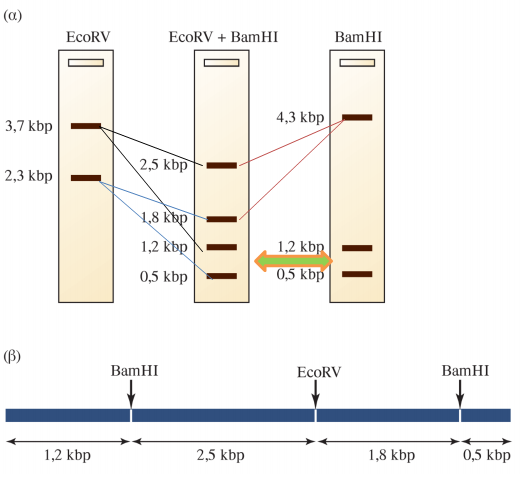 (α)
EcoRV
EcoRV + BamHI
BamHI
3,7 kbp
2,3 kbp
2,5 kbp
1,8 kbp
1,2 kbp
0,5 kbp
4,3 kbp
1,2 kbp
0,5 kbp
(β)
BamHI
EcoRV
BamHI
1,2 kbp
2,5 kbp
1,8 kbp
0,5 kbp